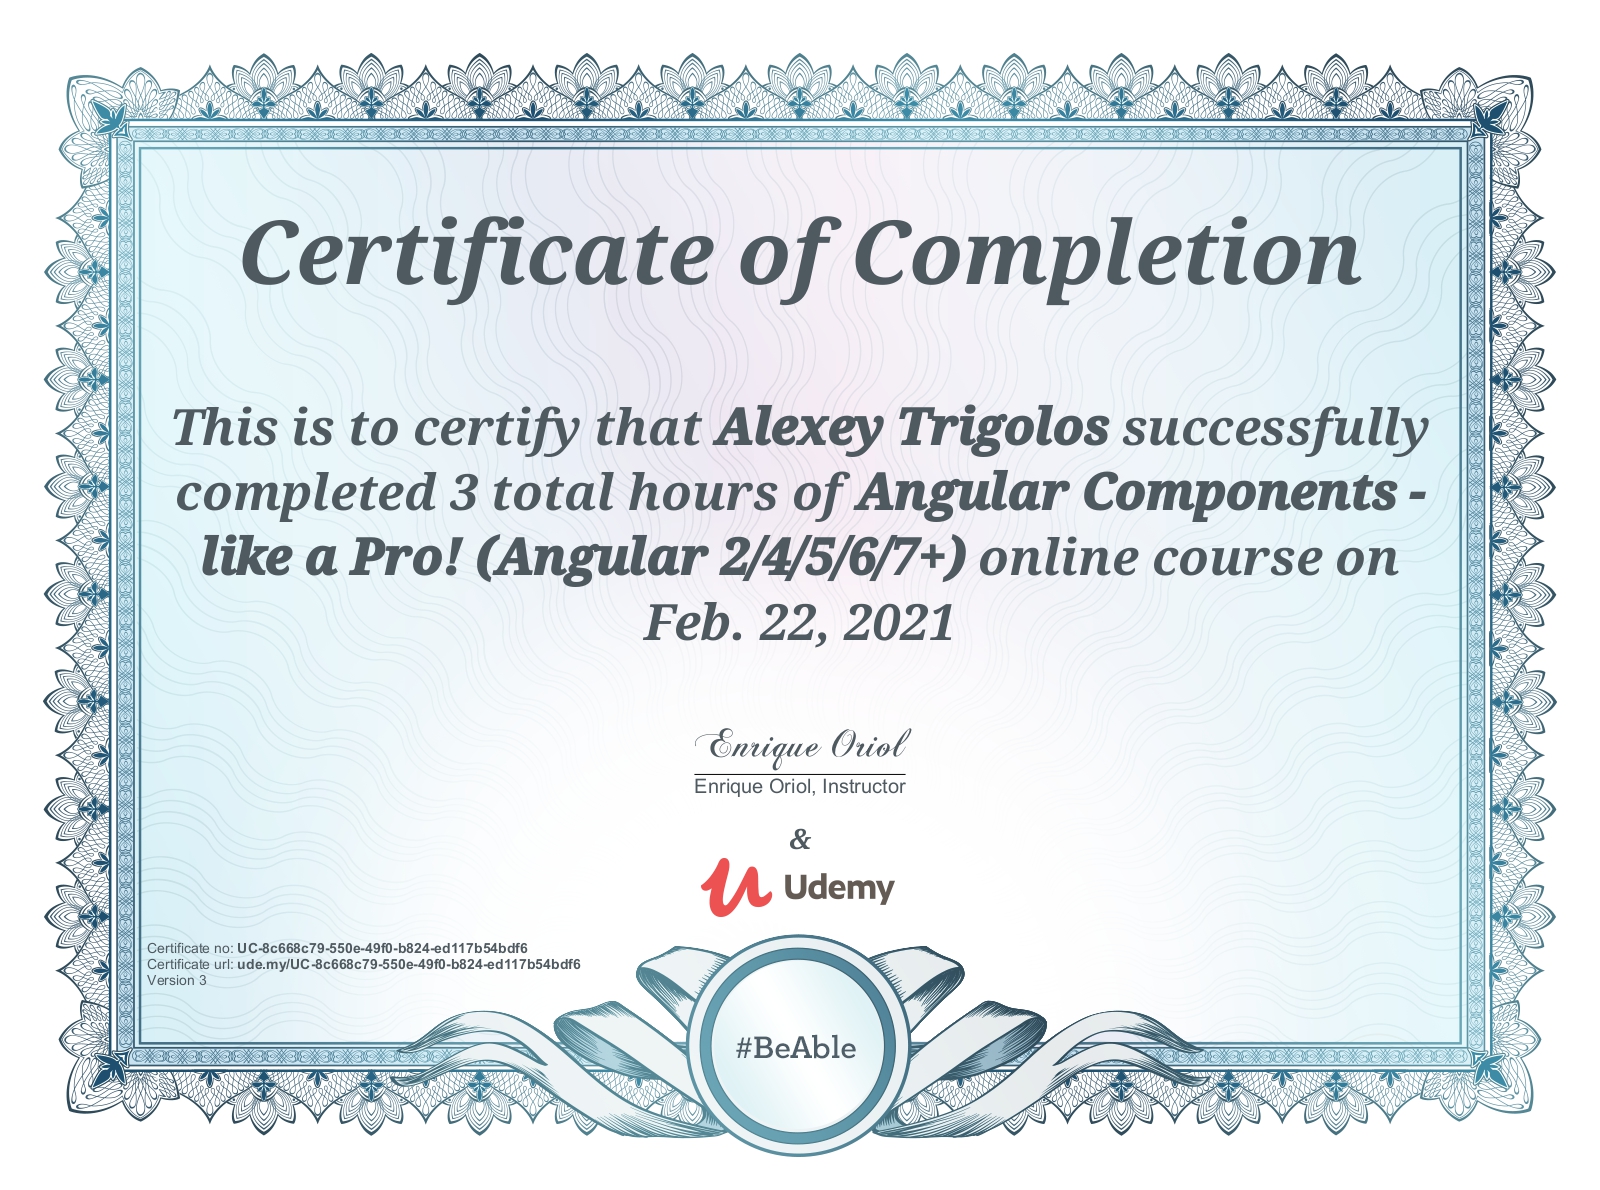 Certificate of Completion
This is to certify that Alexey Trigolos successfully
completed 3 total hours of Angular Components -
like a Pro! (Angular 2/4/5/6/7+) online course on
Feb. 22, 2021
Enrique Oriol
Enrique Oriol, Instructor
&
Udemy
Certificate no: UC-8c668c79-550e-49f0-b824-ed117b54bdf6
Certificate url: ude.my/UC-8c668c79-550e-49f0-b824-ed117b54bdf6
Version 3
#BeAble